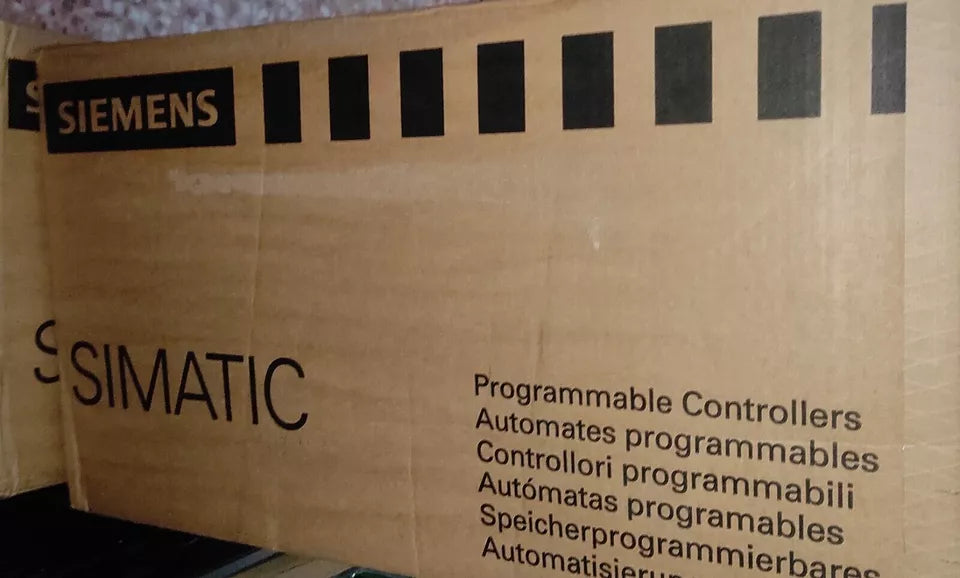 SIEMENS
SIMATIC
Programmable Controllers
Automates programmables
Controllori programmabili
Autómatas programables
Speicherprogrammierbares